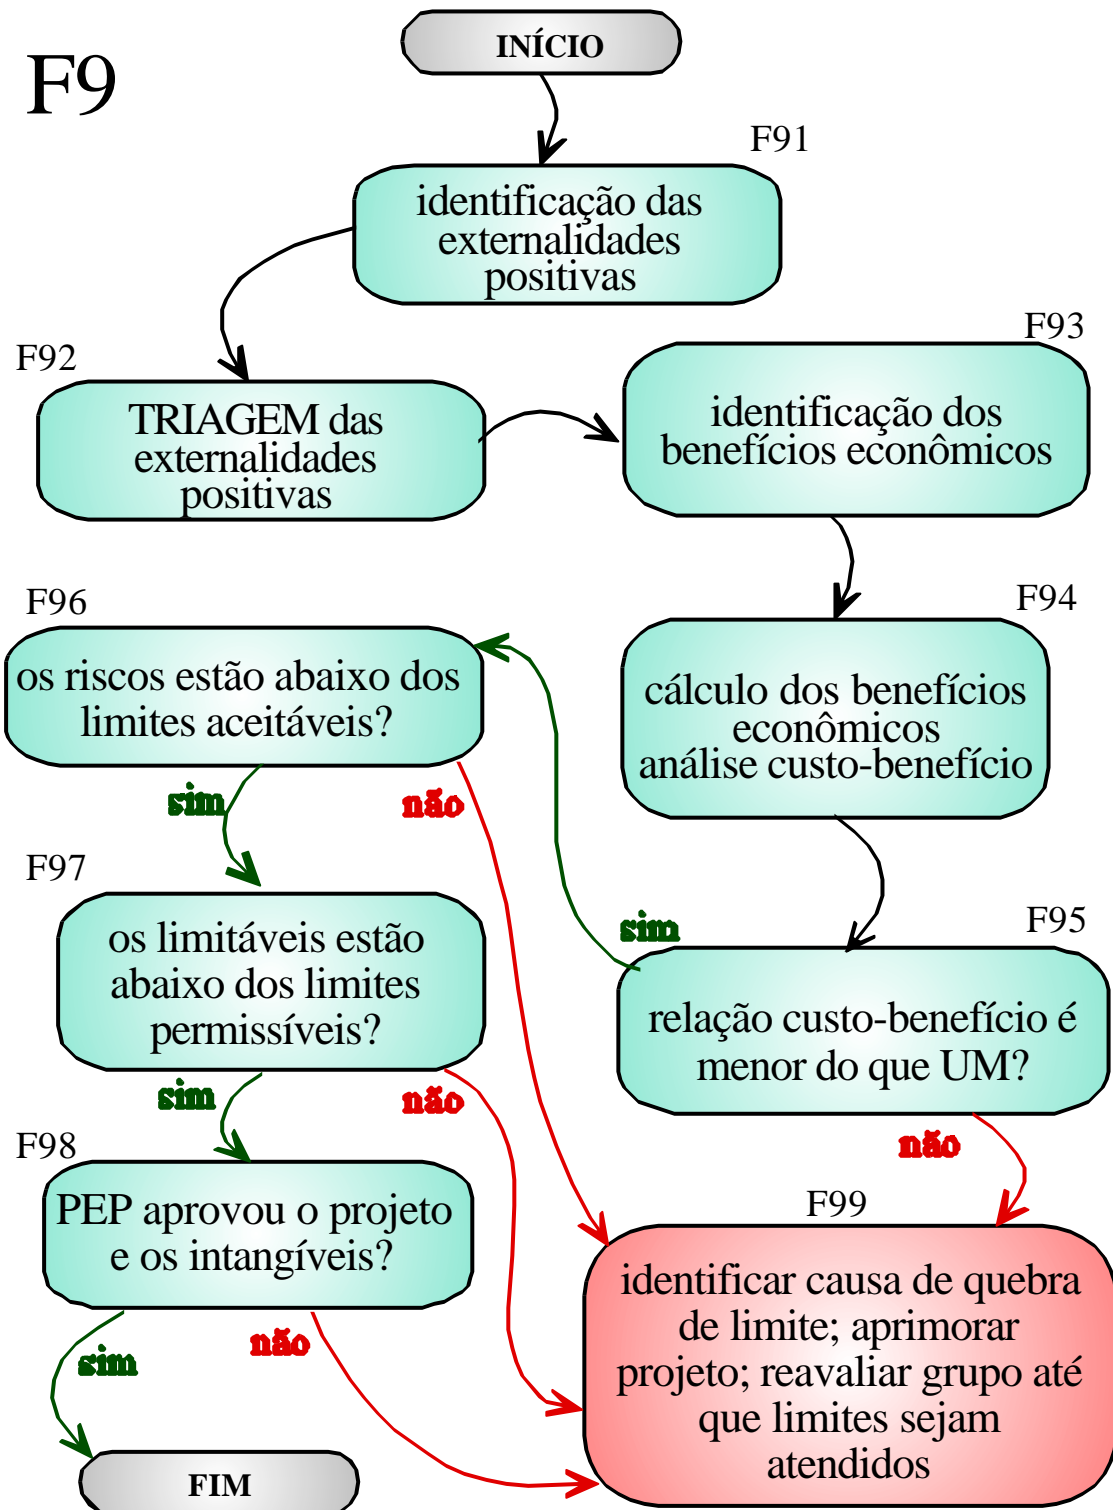 F9
INÍCIO
F91
identificação das
externalidades
positivas
F92
TRIAGEM das
externalidades
positivas
F93
identificação dos
benefícios econômicos
F94
cálculo dos benefícios
econômicos
análise custo-benefício
F95
relação custo-benefício é
menor do que UM?
sim
não
F96
os riscos estão abaixo dos
limites aceitáveis?
sim
não
F97
os limitáveis estão
abaixo dos limites
permissíveis?
sim
não
F98
PEP aprovou o projeto
e os intangíveis?
sim
não
F99
identificar causa de quebra
de limite; aprimorar
projeto; reavaliar grupo até
que limites sejam
atendidos
FIM